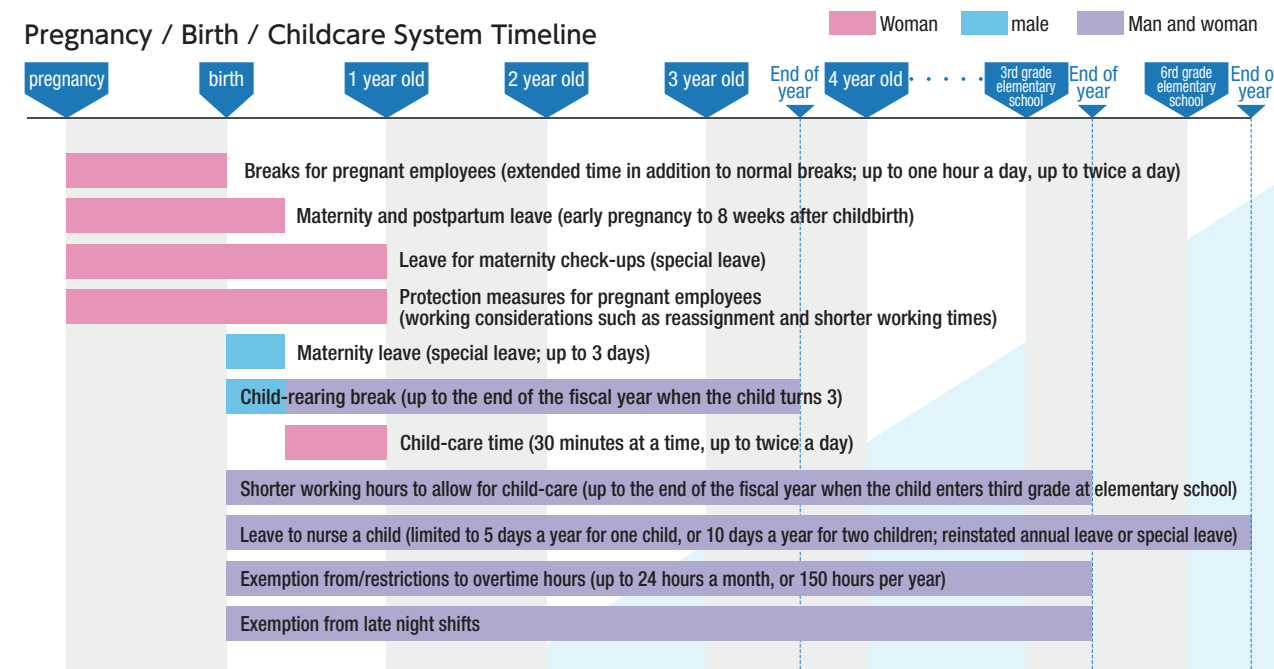 Pregnancy / Birth / Childcare System Timeline
Woman
male
Man and woman
pregnancy
birth
1 year old
2 year old
3 year old
End of
year
4 year old
3rd grade
elementary
school
End of
year
6rd grade
elementary
school
End o
year
Breaks for pregnant employees (extended time in addition to normal breaks; up to one hour a day, up to twice a day)
Maternity and postpartum leave (early pregnancy to 8 weeks after childbirth)
Leave for maternity check-ups (special leave)
Protection measures for pregnant employees
(working considerations such as reassignment and shorter working times)
Maternity leave (special leave; up to 3 days)
Child-rearing break (up to the end of the fiscal year when the child turns 3)
Child-care time (30 minutes at a time, up to twice a day)
Shorter working hours to allow for child-care (up to the end of the fiscal year when the child enters third grade at elementary school)
Leave to nurse a child (limited to 5 days a year for one child, or 10 days a year for two children; reinstated annual leave or special leave)
Exemption from/restrictions to overtime hours (up to 24 hours a month, or 150 hours per year)
Exemption from late night shifts